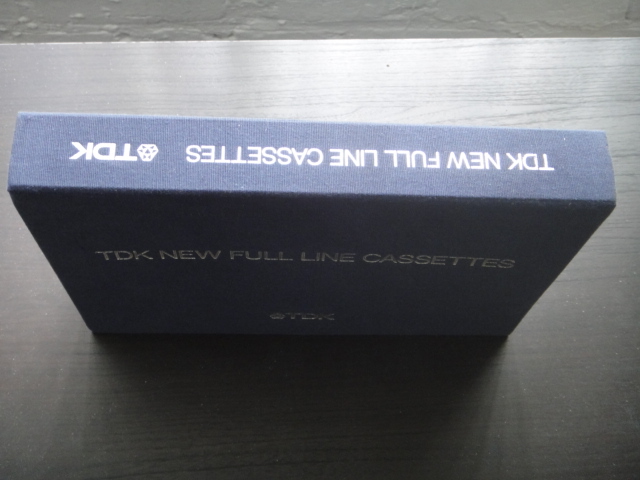 TDK NEW FULL LINE CASSETTES TDK
TDK NEW FULL LINE CASSETTES
TDK